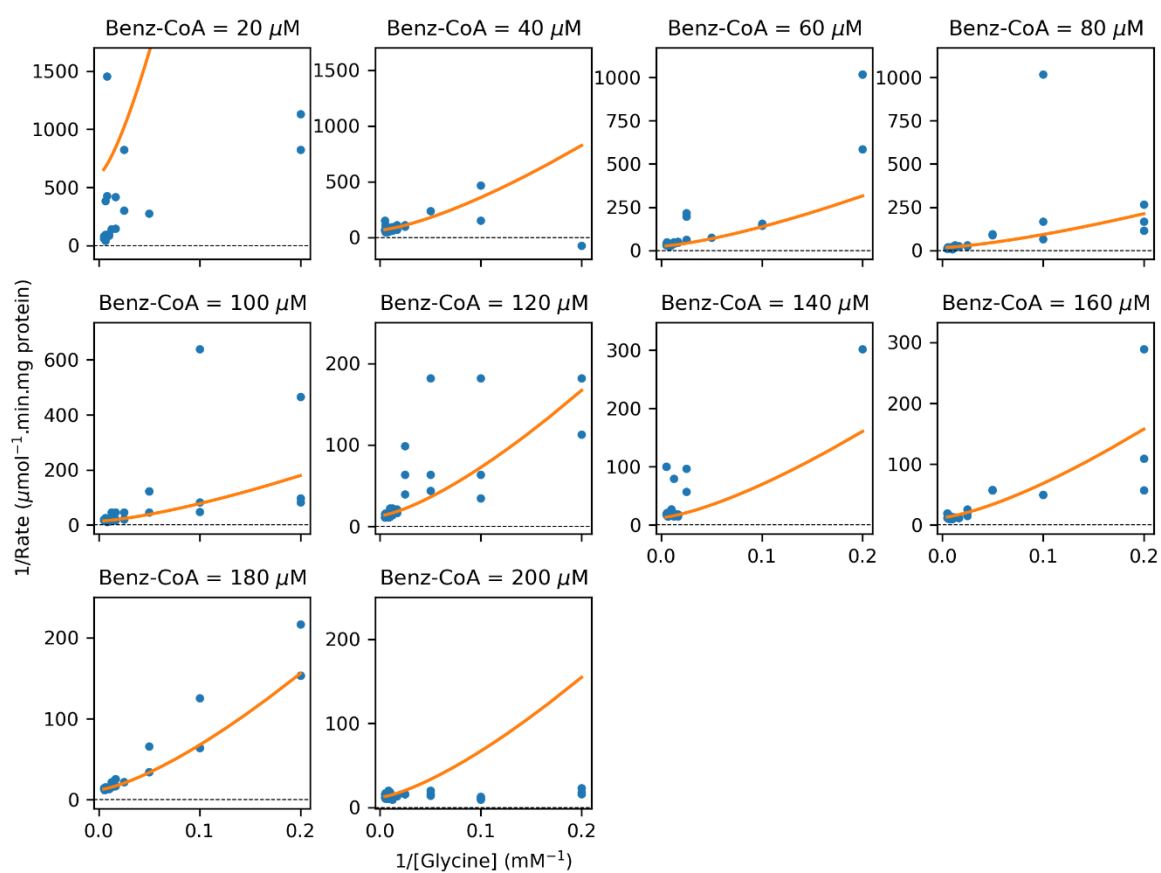 Benz-CoA = 20 μM
Benz-CoA = 40 μM
Benz-CoA = 60 μM
Benz-CoA = 80 μM
1500
1000
500
0
1500
1000
500
0
1000
750
500
250
0
1000
750
500
250
0
1/Rate (μmol⁻¹.min.mg protein)
Benz-CoA = 100 μM
Benz-CoA = 120 μM
Benz-CoA = 140 μM
Benz-CoA = 160 μM
600
400
200
0
200
100
0
300
200
100
0
0.0 0.1 0.2
300
200
100
0
0.0 0.1 0.2
Benz-CoA = 180 μM
Benz-CoA = 200 μM
200
100
0
0.0 0.1 0.2
200
100
0
0.0 0.1 0.2
1/[Glycine] (mM⁻¹)